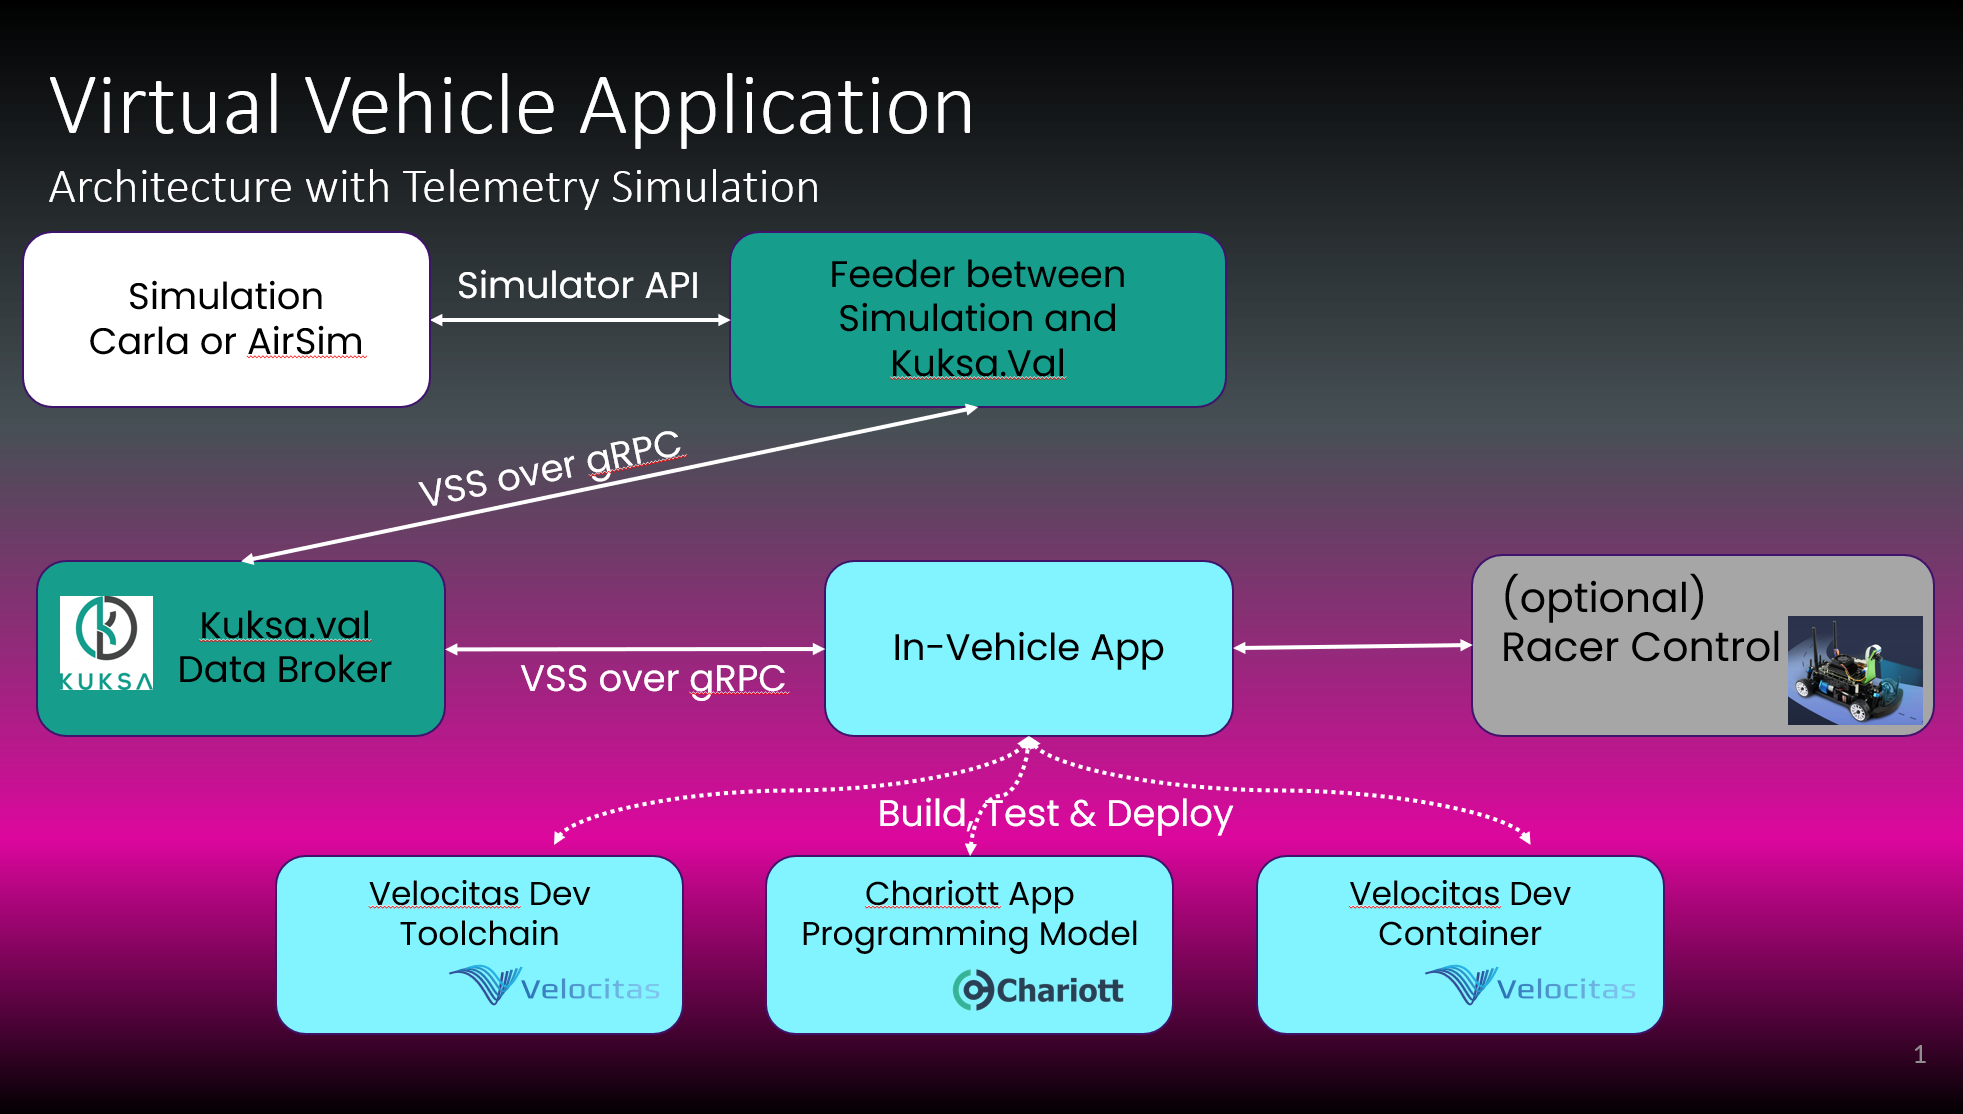 Virtual Vehicle Application
Architecture with Telemetry Simulation
Simulation
Carla or AirSim
Simulator API
Feeder between
Simulation and
Kuksa.Val
VSS over gRPC
KUKSA
Kuksa.val
Data Broker
VSS over gRPC
In-Vehicle App
(optional)
Racer Control
Build, Test & Deploy
Velocitas Dev
Toolchain
Velocitas
Chariott App
Programming Model
Chariott
Velocitas Dev
Container
Velocitas
1